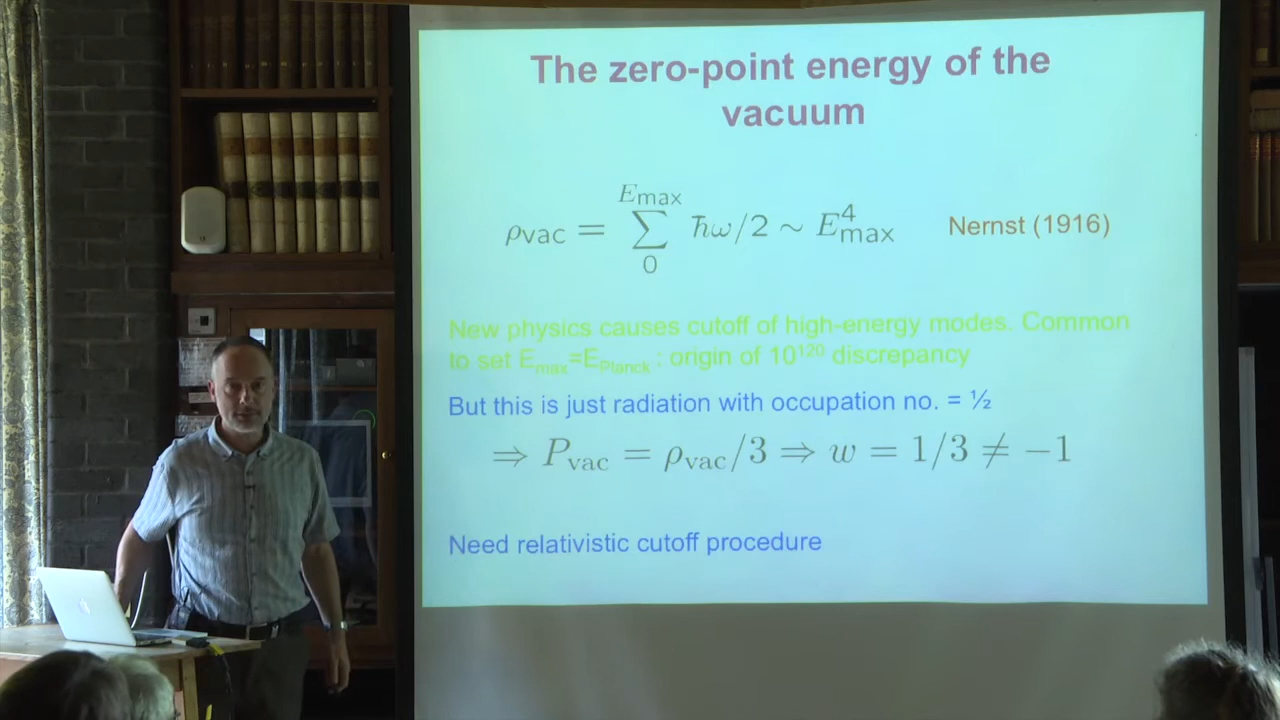 The zero-point energy of the
vacuum
ρvac = ∑₀^Emax ħω/2 ~ E⁴max Nernst (1916)
New physics causes cutoff of high-energy modes. Common
to set Emax=EPlanck : origin of 10¹²⁰ discrepancy
But this is just radiation with occupation no. = ½
⇒ Pvac = ρvac/3 ⇒ w = 1/3 ≠ −1
Need relativistic cutoff procedure